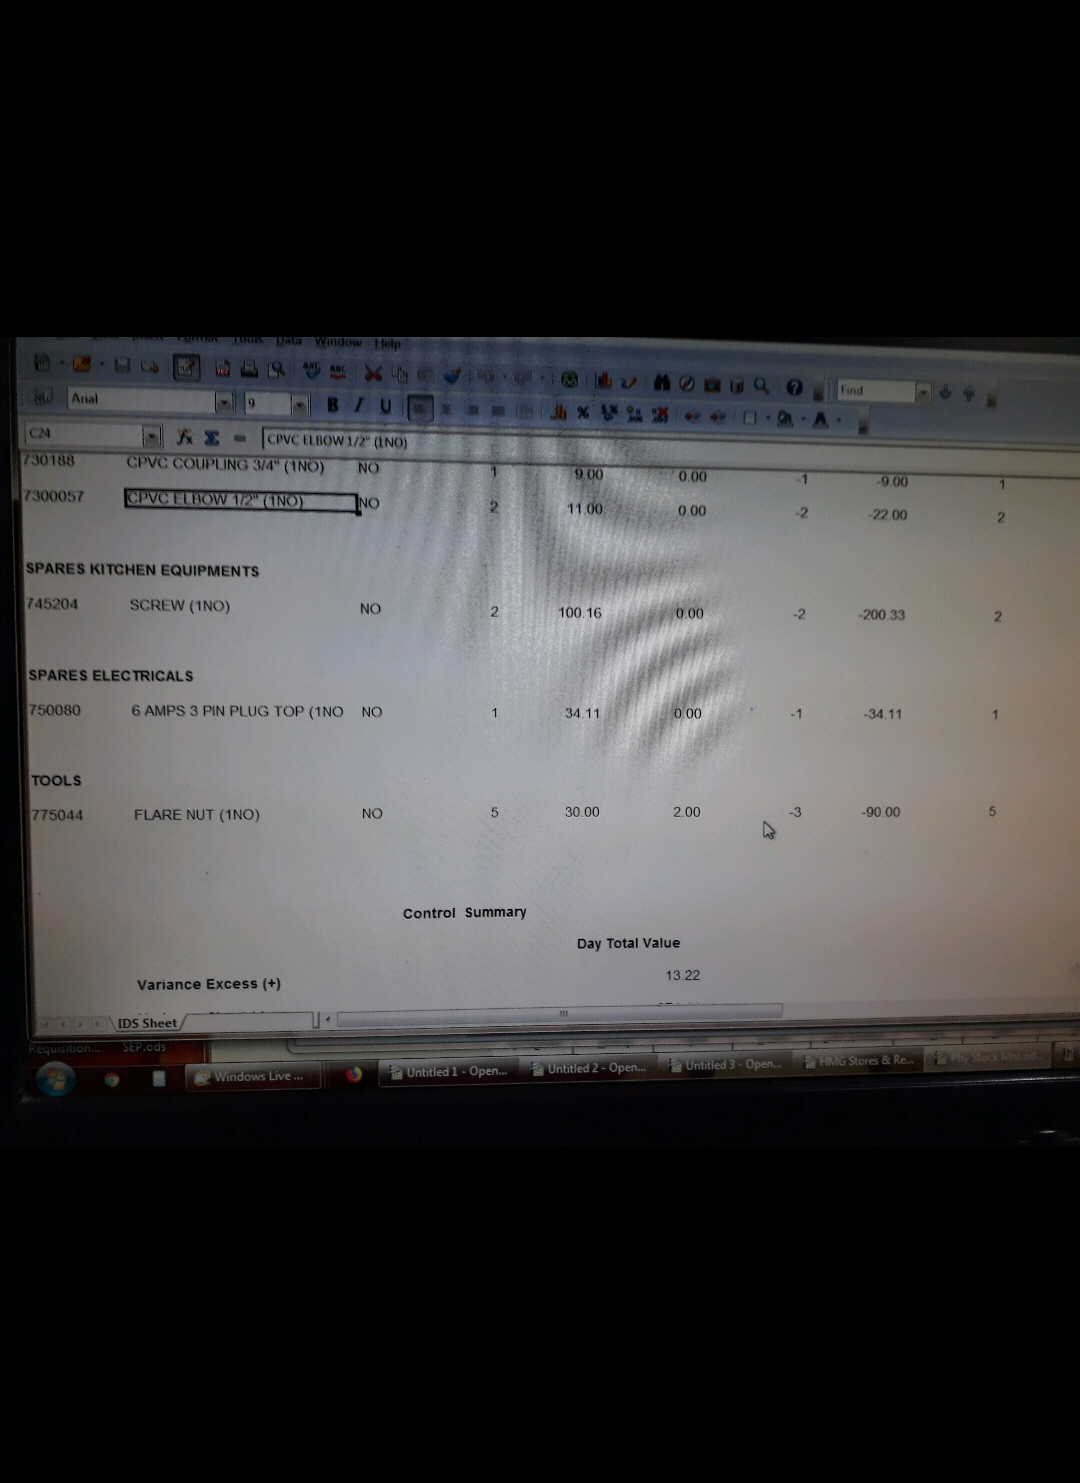 Format Tools Data Window Help
Find
Arial 9 B I U
C24 CPVC ELBOW 1/2" (1NO)
730188 CPVC COUPLING 3/4" (1NO) NO 1 9.00 0.00 -1 -9.00 1
7300057 CPVC ELBOW 1/2" (1NO) NO 2 11.00 0.00 -2 -22.00 2
SPARES KITCHEN EQUIPMENTS
745204 SCREW (1NO) NO 2 100.16 0.00 -2 -200.33 2
SPARES ELECTRICALS
750080 6 AMPS 3 PIN PLUG TOP (1NO NO 1 34.11 0.00 -1 -34.11 1
TOOLS
775044 FLARE NUT (1NO) NO 5 30.00 2.00 -3 -90.00 5
Control Summary
Day Total Value
13.22
Variance Excess (+)
IDS Sheet
Requisition... SEP.ods
Windows Live ... Untitled 1 - Open... Untitled 2 - Open... Untitled 3 - Open... HMG Stores & Re... Phy Stock